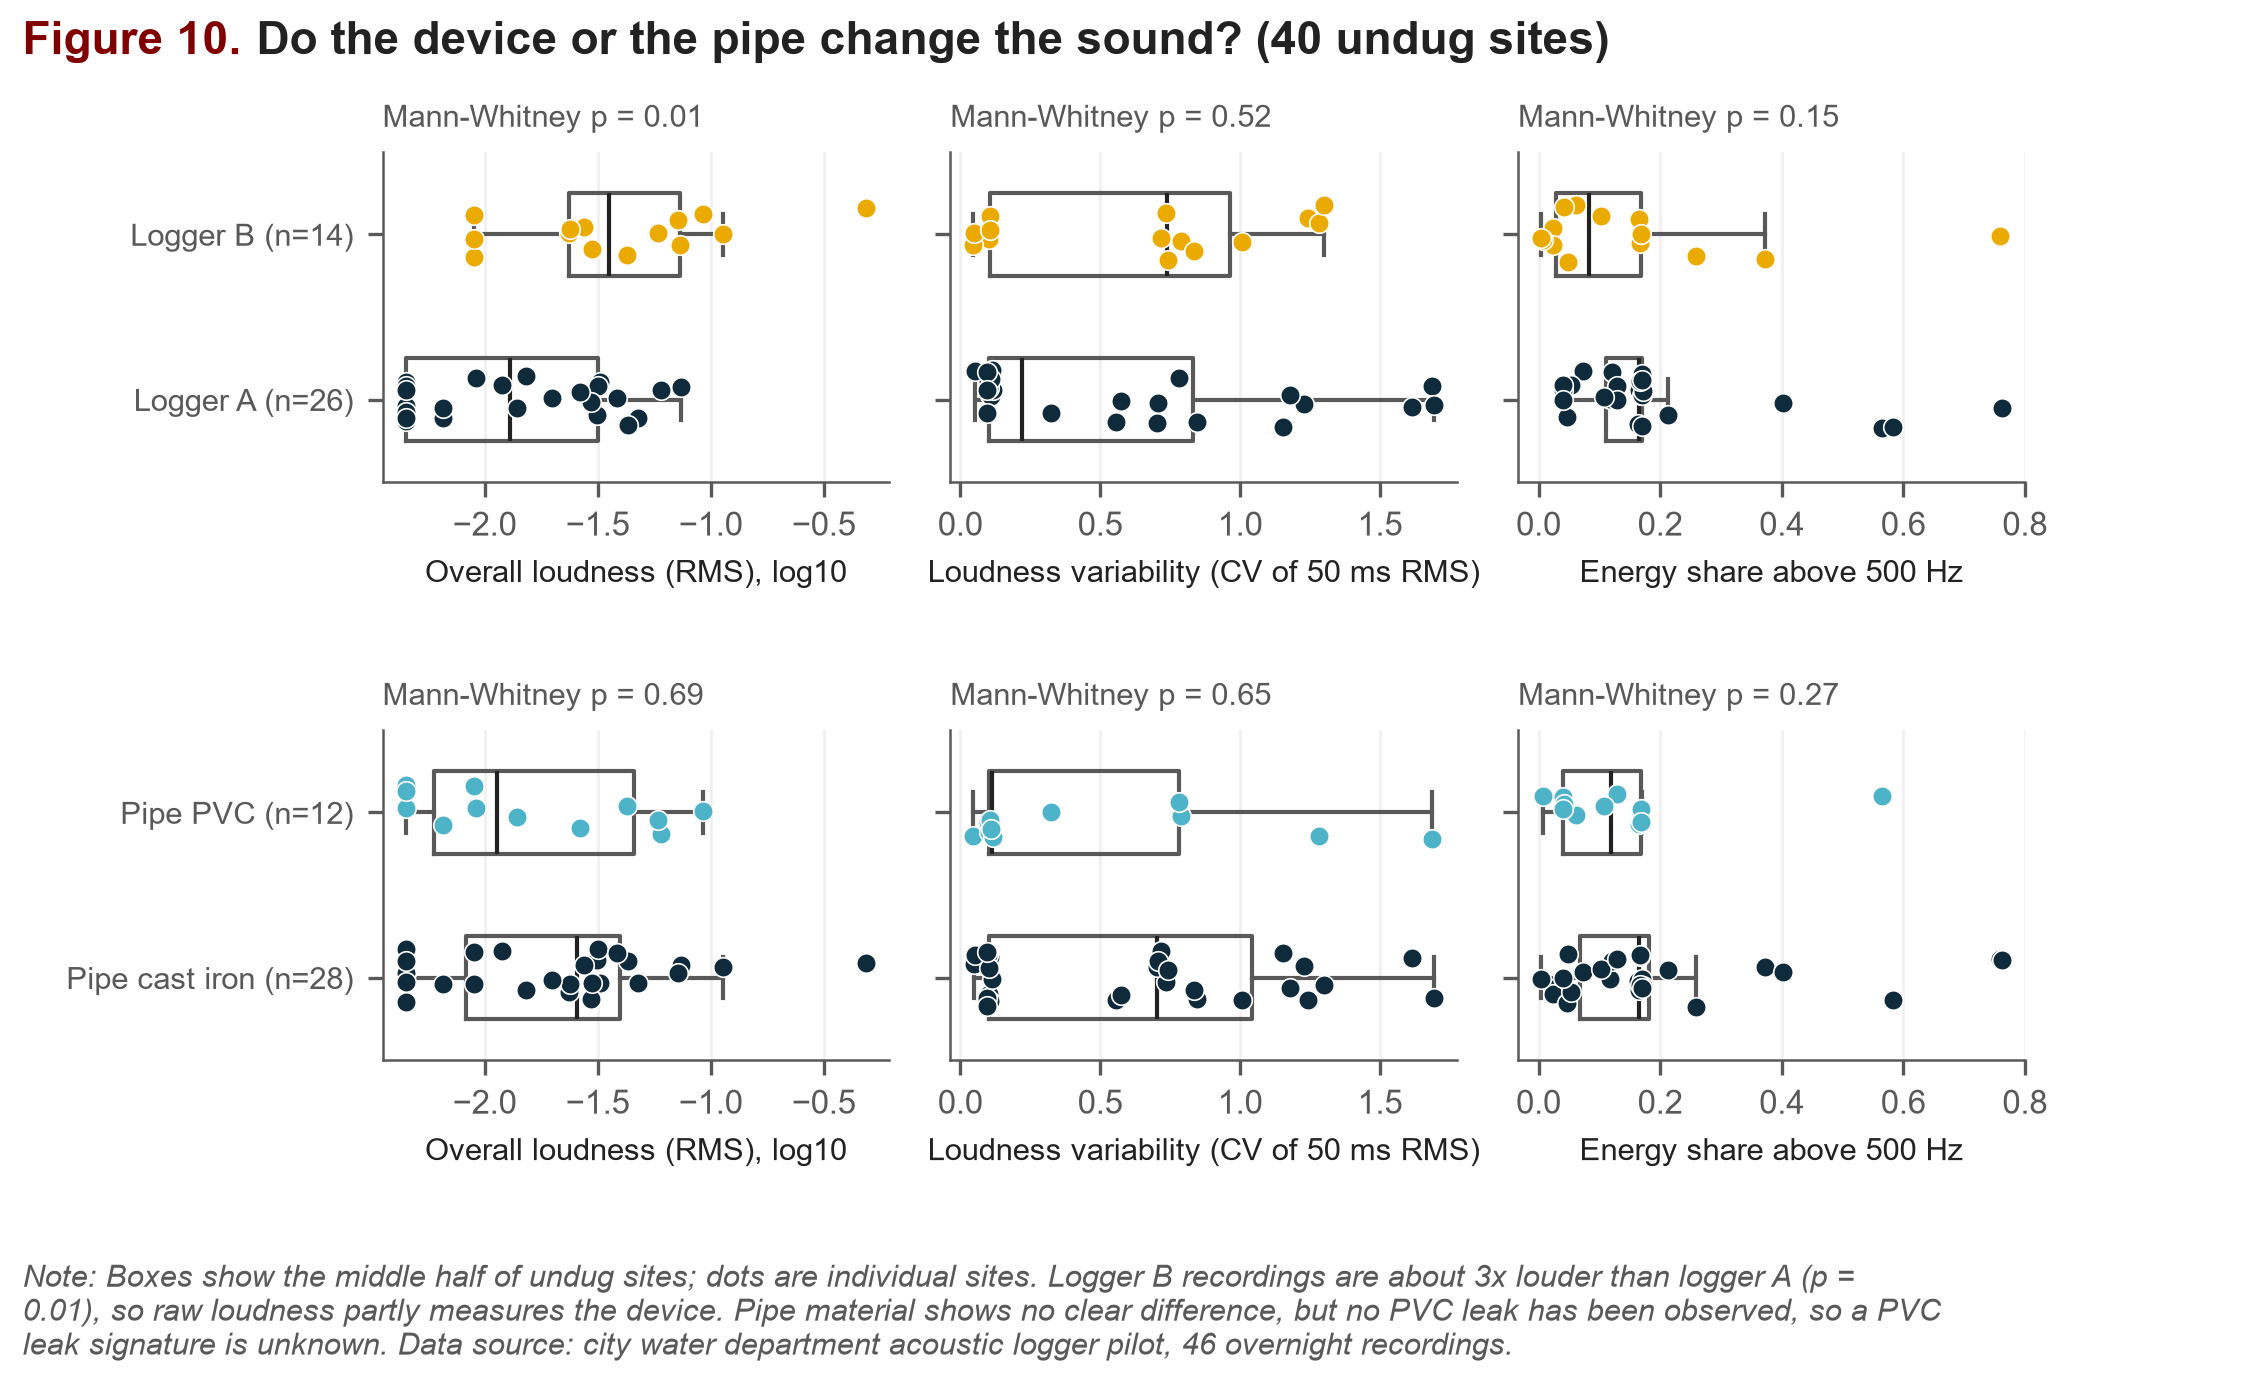 Figure 10. Do the device or the pipe change the sound? (40 undug sites)
Mann-Whitney p = 0.01
Mann-Whitney p = 0.52
Mann-Whitney p = 0.15
Logger B (n=14)
Logger A (n=26)
−2.0 −1.5 −1.0 −0.5
0.0 0.5 1.0 1.5
0.0 0.2 0.4 0.6 0.8
Overall loudness (RMS), log10
Loudness variability (CV of 50 ms RMS)
Energy share above 500 Hz
Mann-Whitney p = 0.69
Mann-Whitney p = 0.65
Mann-Whitney p = 0.27
Pipe PVC (n=12)
Pipe cast iron (n=28)
−2.0 −1.5 −1.0 −0.5
0.0 0.5 1.0 1.5
0.0 0.2 0.4 0.6 0.8
Overall loudness (RMS), log10
Loudness variability (CV of 50 ms RMS)
Energy share above 500 Hz
Note: Boxes show the middle half of undug sites; dots are individual sites. Logger B recordings are about 3x louder than logger A (p =
0.01), so raw loudness partly measures the device. Pipe material shows no clear difference, but no PVC leak has been observed, so a PVC
leak signature is unknown. Data source: city water department acoustic logger pilot, 46 overnight recordings.